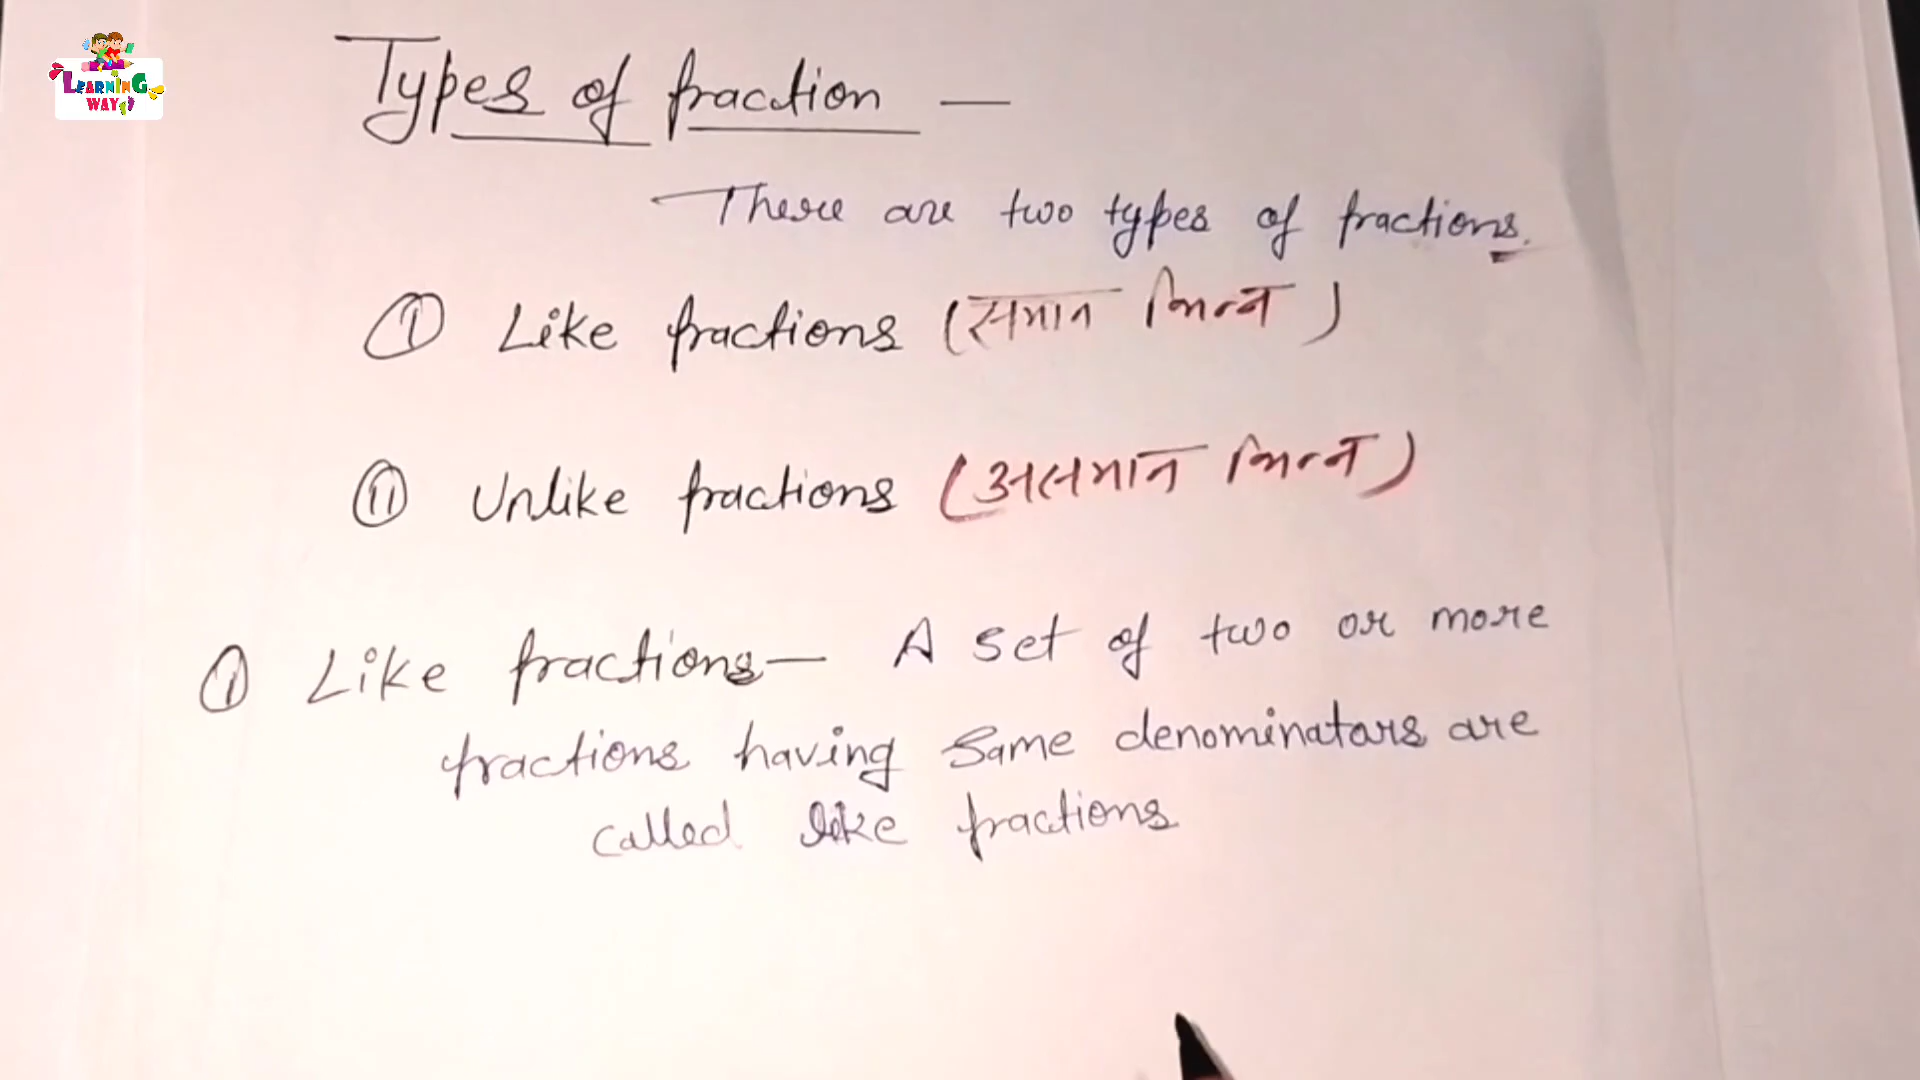 LEARNING
WAY
Types of fraction —
There are two types of fractions.
(I) Like fractions (समान भिन्न)
(II) Unlike fractions (असमान भिन्न)
(I) Like fractions — A set of two or more
fractions having same denominators are
called like fractions